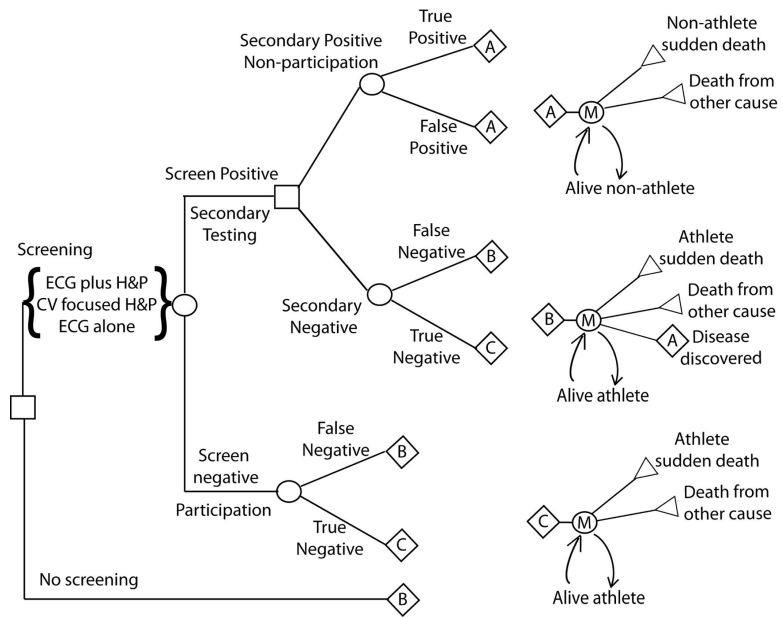 Secondary Positive
Non-participation
True
Positive
A
False
Positive
A
Screen Positive
Secondary
Testing
False
Negative
B
Secondary
Negative
True
Negative
C
Screening
ECG plus H&P
CV focused H&P
ECG alone
Screen
negative
Participation
False
Negative
B
True
Negative
C
No screening
B
Non-athlete
sudden death
Death from
other cause
A
M
Alive non-athlete
Athlete
sudden death
Death from
other cause
B
M
A
Disease
discovered
Alive athlete
Athlete
sudden death
Death from
other cause
C
M
Alive athlete